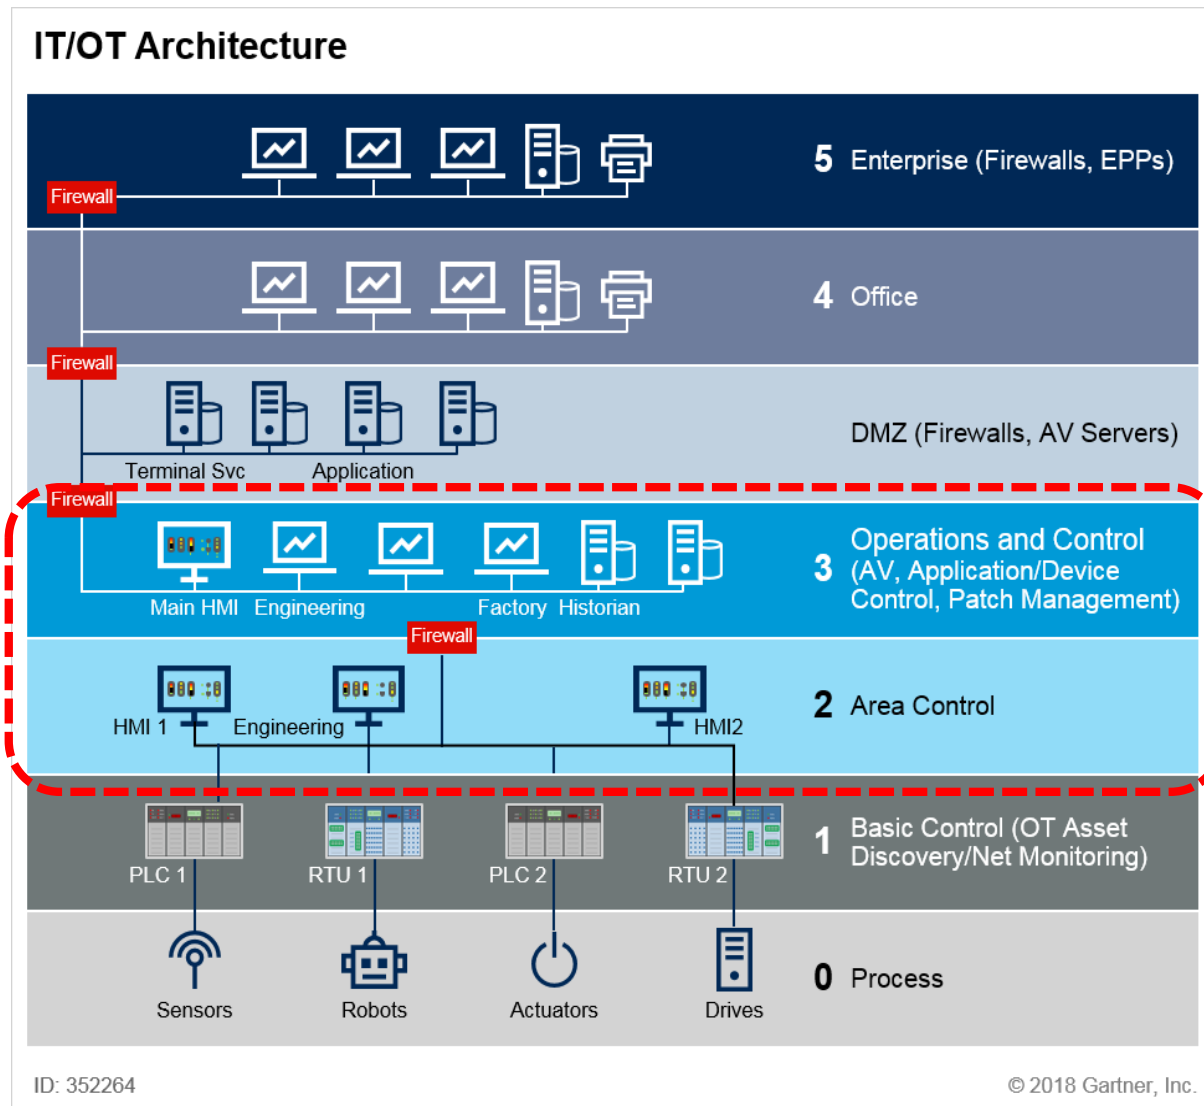 IT/OT Architecture
5 Enterprise (Firewalls, EPPs)
Firewall
4 Office
Firewall
DMZ (Firewalls, AV Servers)
Terminal Svc Application
Firewall
3 Operations and Control
(AV, Application/Device
Control, Patch Management)
Main HMI Engineering Factory Historian
Firewall
2 Area Control
HMI 1 Engineering HMI2
1 Basic Control (OT Asset
Discovery/Net Monitoring)
PLC 1 RTU 1 PLC 2 RTU 2
0 Process
Sensors Robots Actuators Drives
ID: 352264 © 2018 Gartner, Inc.